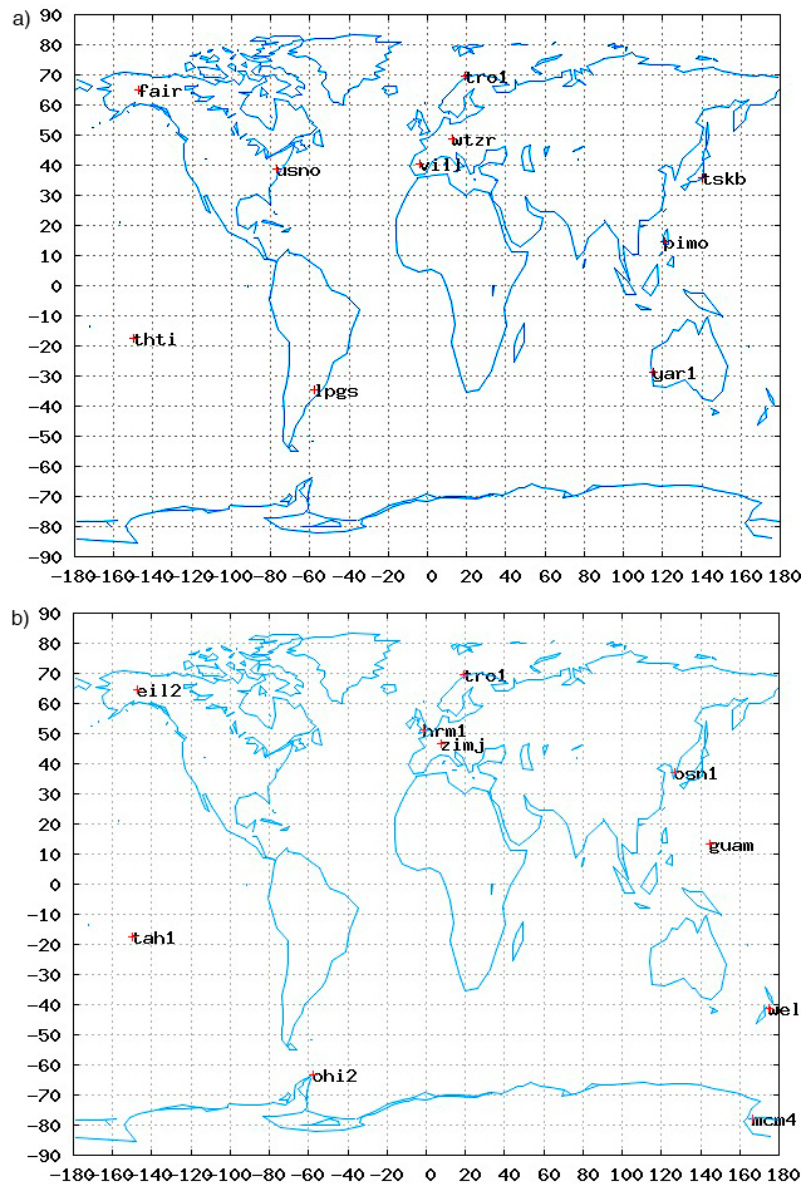 a)
90
80
70
60
50
40
30
20
10
0
-10
-20
-30
-40
-50
-60
-70
-80
-90
fair
tro1
wtzr
usno
vil}
tskb
pimo
thti
yar1
lpgs
-180-160-140-120-100 -80 -60 -40 -20 0 20 40 60 80 100 120 140 160 180
b)
90
80
70
60
50
40
30
20
10
0
-10
-20
-30
-40
-50
-60
-70
-80
-90
eil2
tro1
hrm1
zimj
osn1
guam
tah1
Wel
ohi2
mcm4
-180-160-140-120-100 -80 -60 -40 -20 0 20 40 60 80 100 120 140 160 180